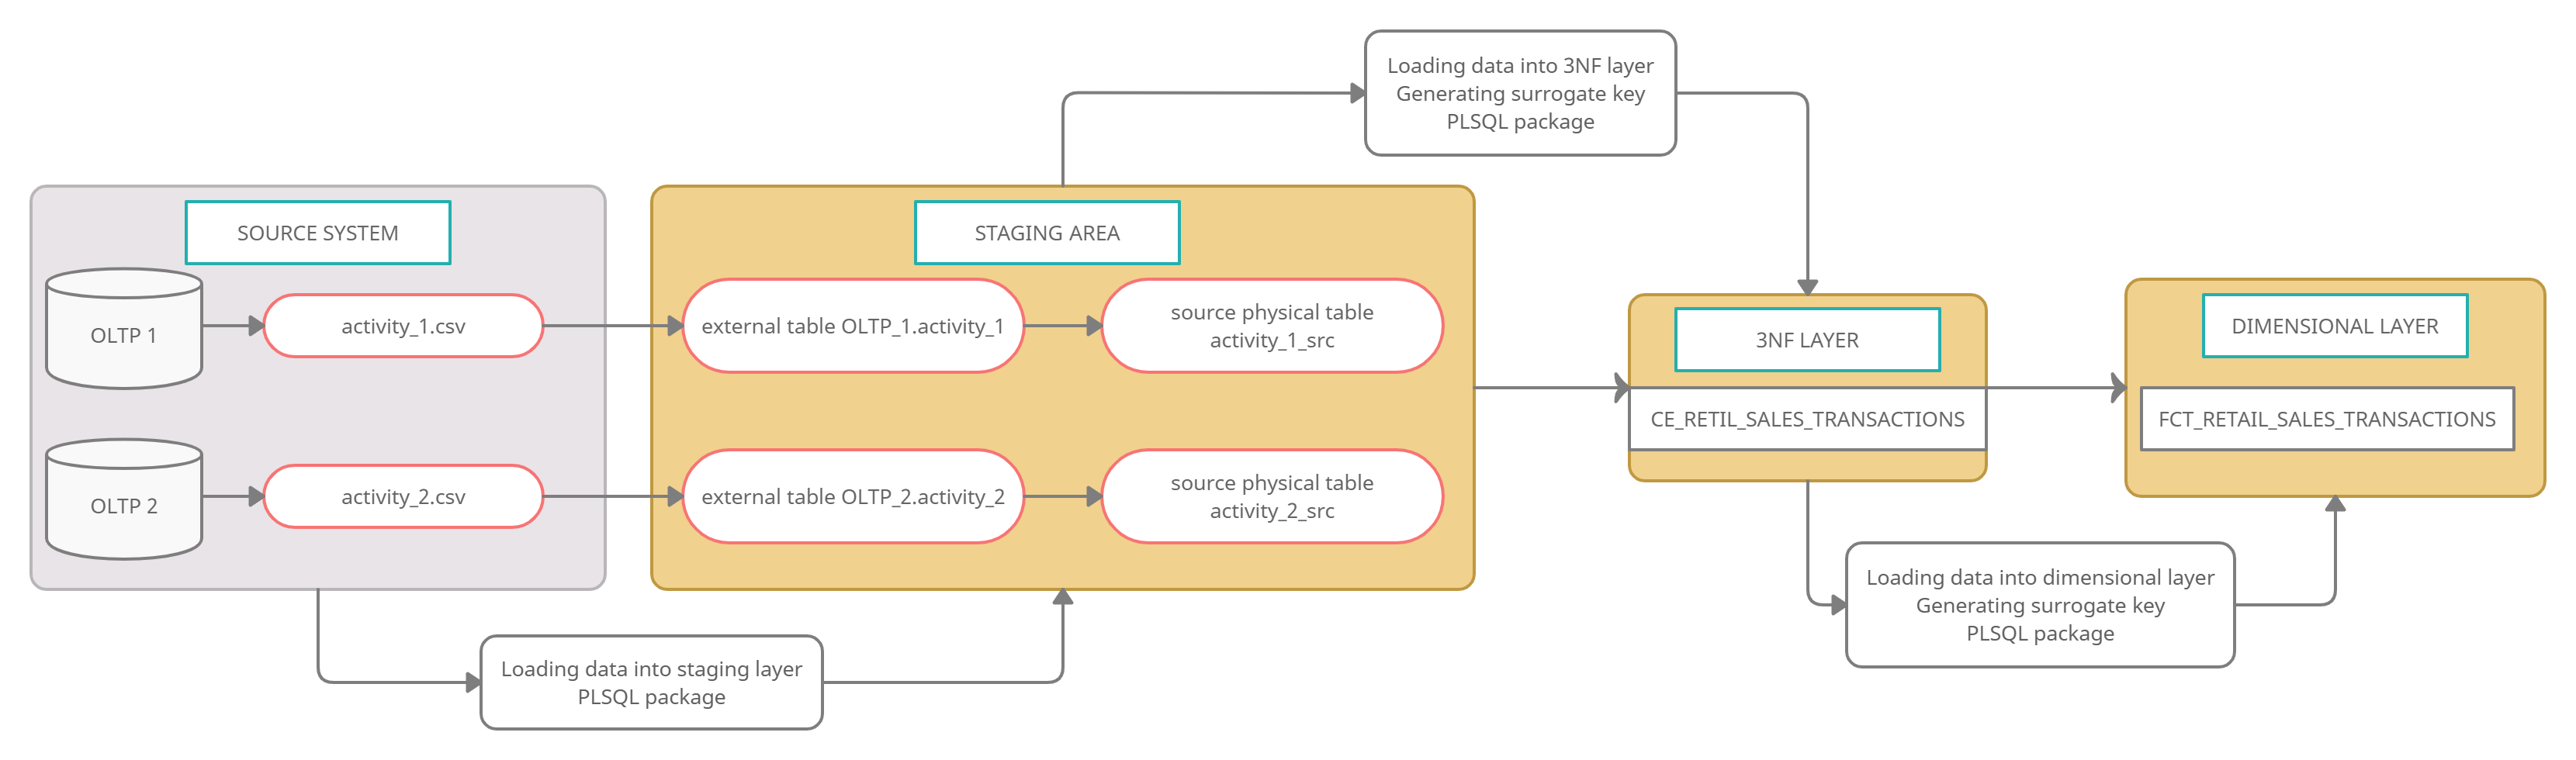 Loading data into 3NF layer
Generating surrogate key
PLSQL package
SOURCE SYSTEM
OLTP 1
activity_1.csv
OLTP 2
activity_2.csv
STAGING AREA
external table OLTP_1.activity_1
source physical table
activity_1_src
external table OLTP_2.activity_2
source physical table
activity_2_src
3NF LAYER
CE_RETIL_SALES_TRANSACTIONS
DIMENSIONAL LAYER
FCT_RETAIL_SALES_TRANSACTIONS
Loading data into staging layer
PLSQL package
Loading data into dimensional layer
Generating surrogate key
PLSQL package